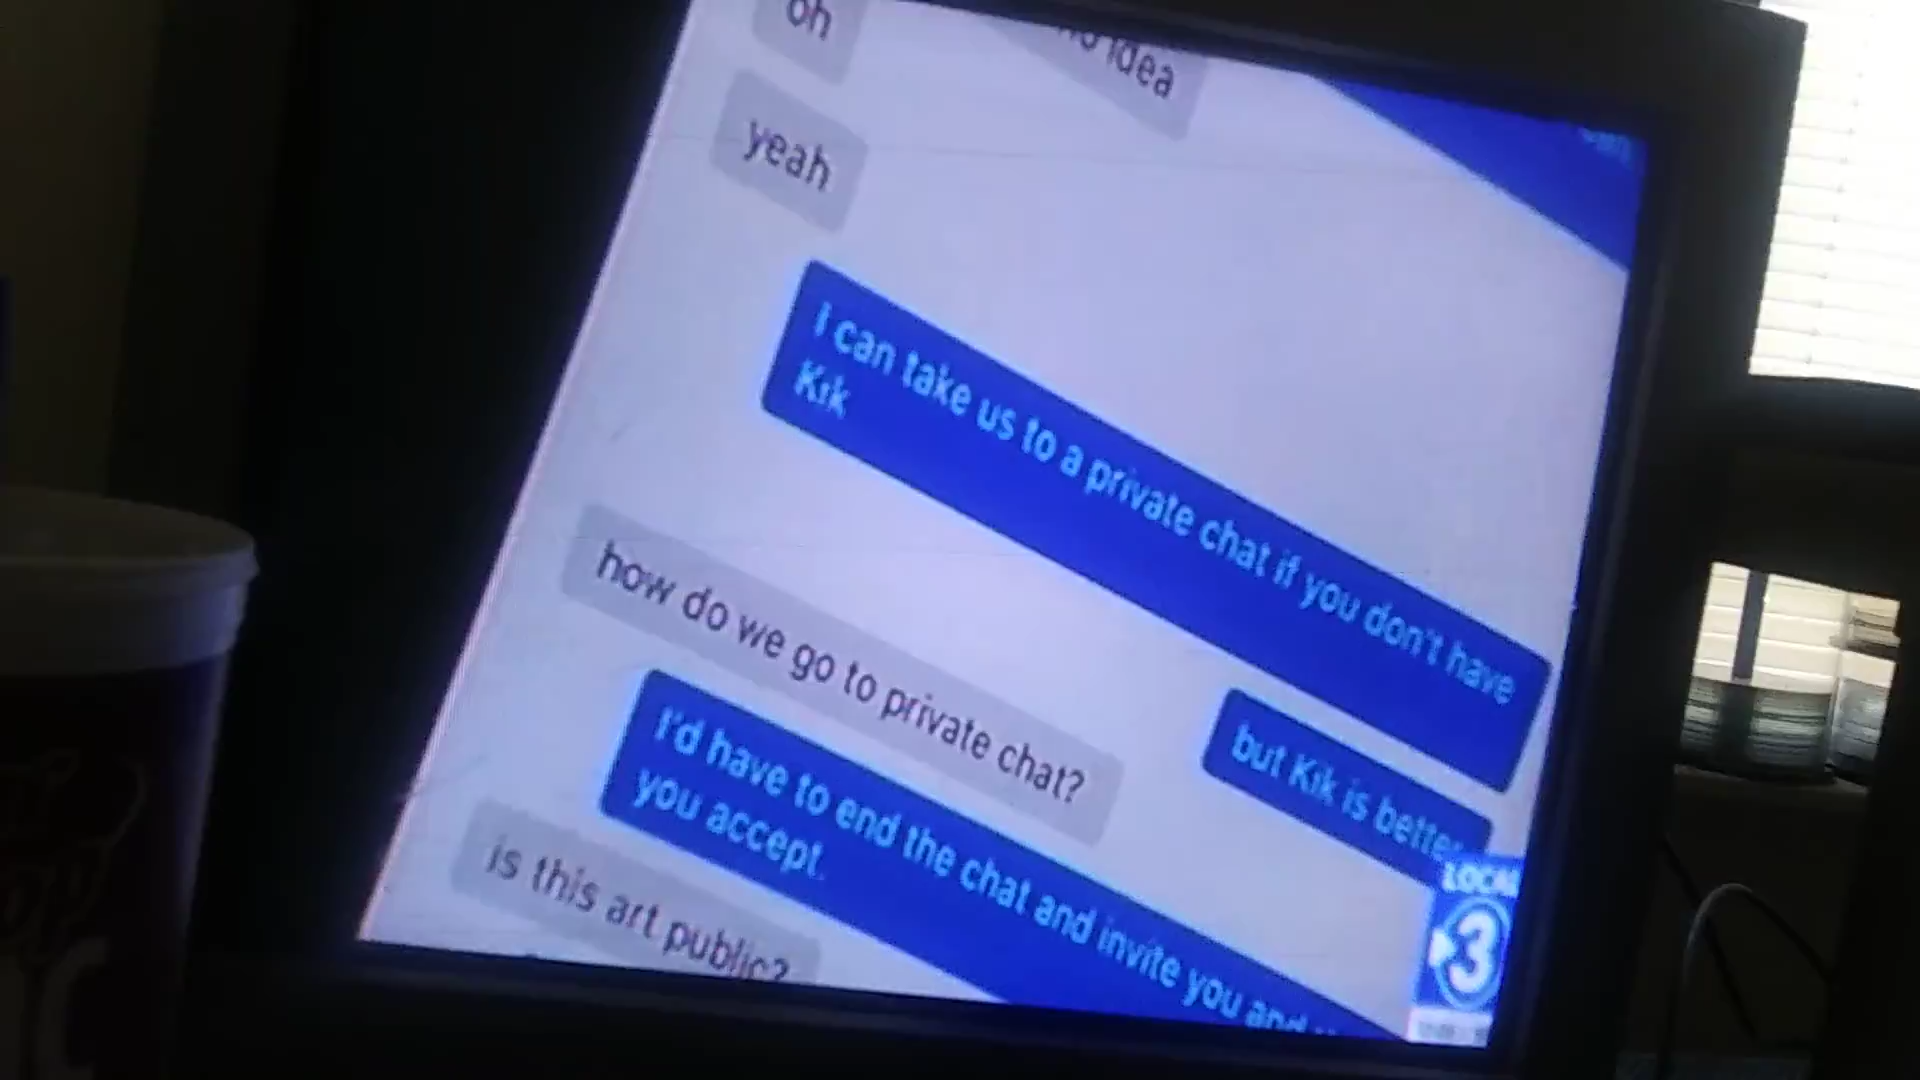 oh
no idea
yeah
I can take us to a private chat if you don't have
Kik
but Kik is better
how do we go to private chat?
I'd have to end the chat and invite you and
you accept.
is this art public?
LOCAL
3